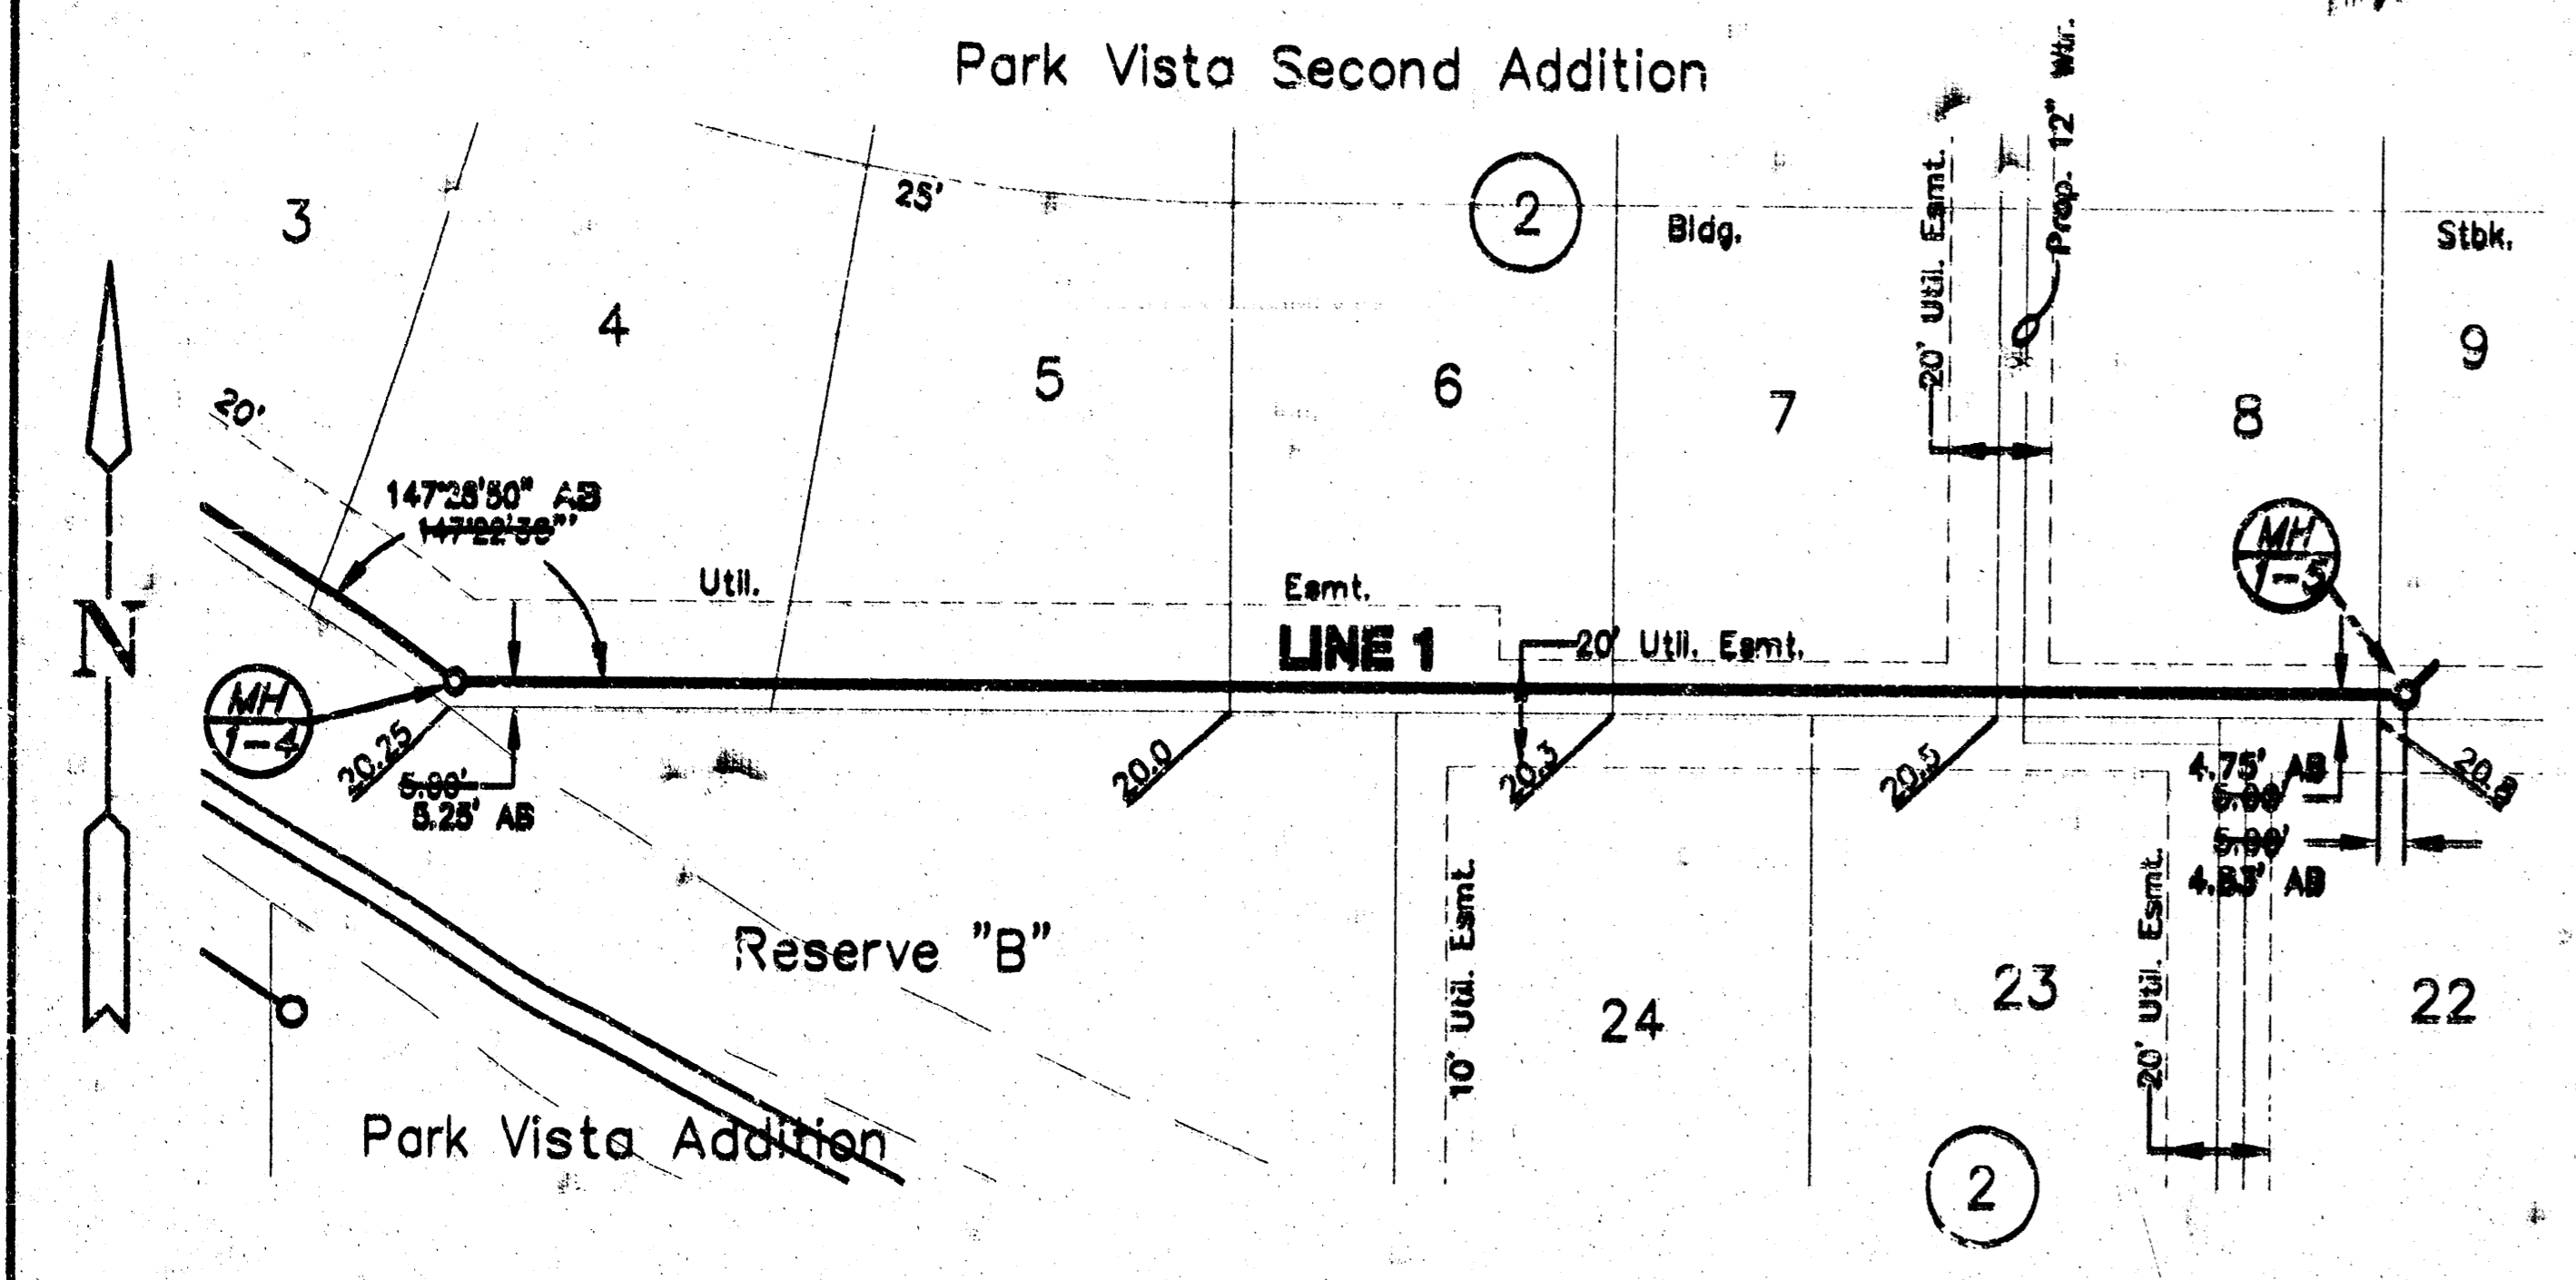 Park Vista Second Addition
Prop. 12" Wtr.
20' Util. Esmt.
25'
2
Bldg.
Stbk.
3
4
5
6
7
8
9
20'
147°28'50" AB
147°22'38"
Util.
Esmt.
MH
1-5
LINE 1
20' Util. Esmt.
N
MH
1-4
20.25
5.00'
5.25' AB
20.0
20.3
20.5
4.75' AB
5.00'
5.00'
4.83' AB
Reserve "B"
10' Util. Esmt.
24
23
20' Util. Esmt.
22
Park Vista Addition
2